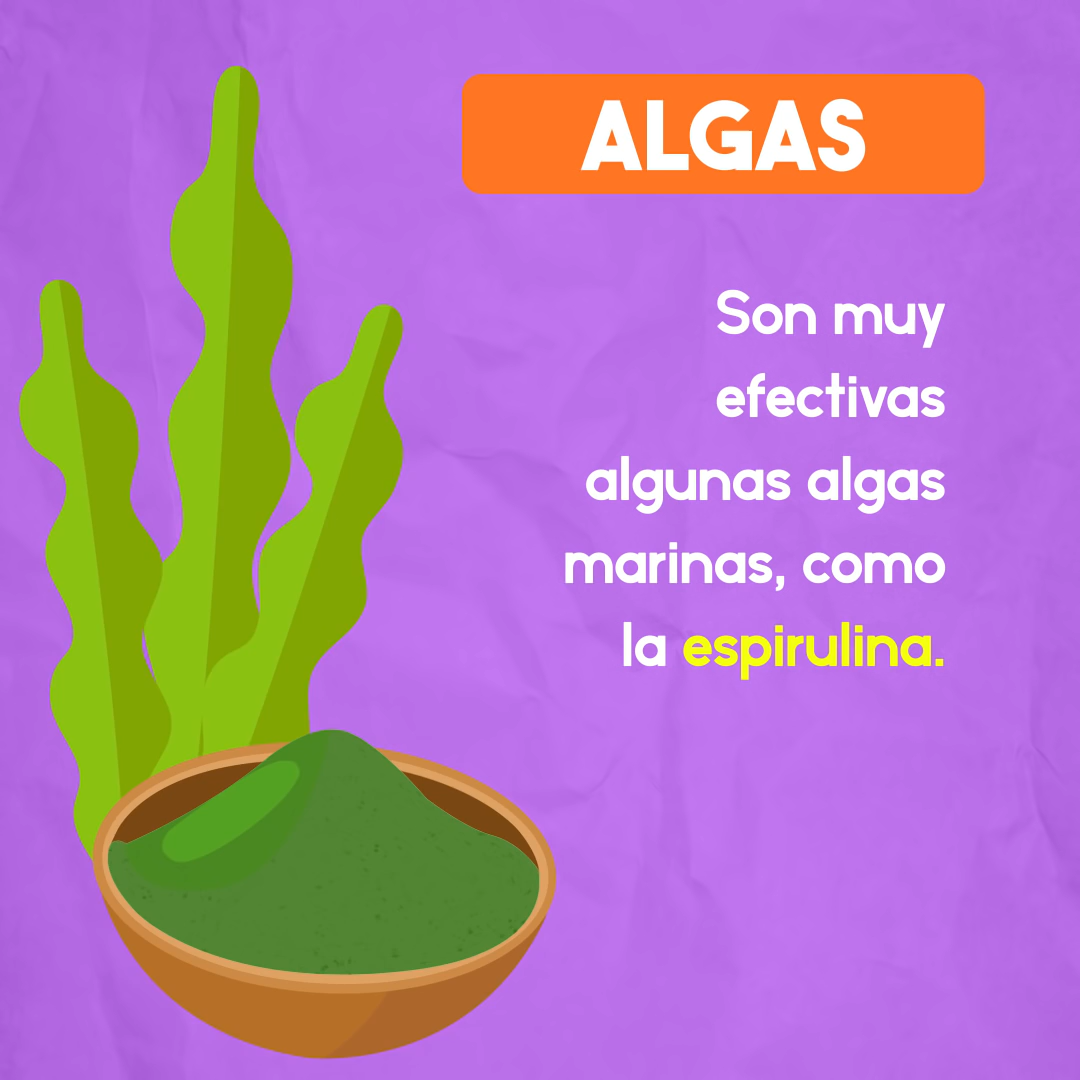 ALGAS
Son muy
efectivas
algunas algas
marinas, como
la espirulina.